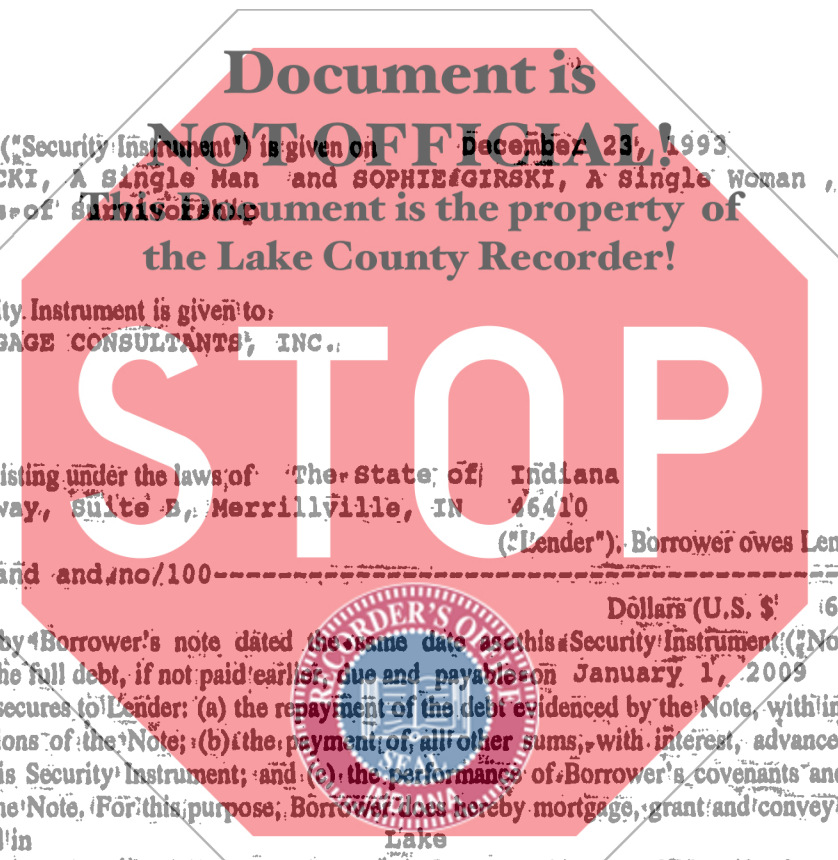 Document is
NOT OFFICIAL!
("Security Instrument") is given on December 23, 1993
CKI, A Single Man and SOPHIE GIRSKI, A Single Woman ,
This Document is the property of
of Survivorship
the Lake County Recorder!
ty Instrument is given to:
GAGE CONSULTANTS, INC.
STOP
isting under the laws of The State of Indiana
way, Suite B, Merrillville, IN 46410
("Lender"). Borrower owes Len
and and no/100---
Dollars (U.S. $ 6
RECORDER'S OFFICE
by Borrower's note dated the same date as this Security Instrument ("No
he full debt, if not paid earlier, due and payable on January 1, 2009
secures to Lender: (a) the repayment of the debt evidenced by the Note, with in
ions of the Note; (b) the payment of all other sums, with interest, advance
SEAL
is Security Instrument; and (c) the performance of Borrower's covenants and
he Note. For this purpose, Borrower does hereby mortgage, grant and convey
d in Lake